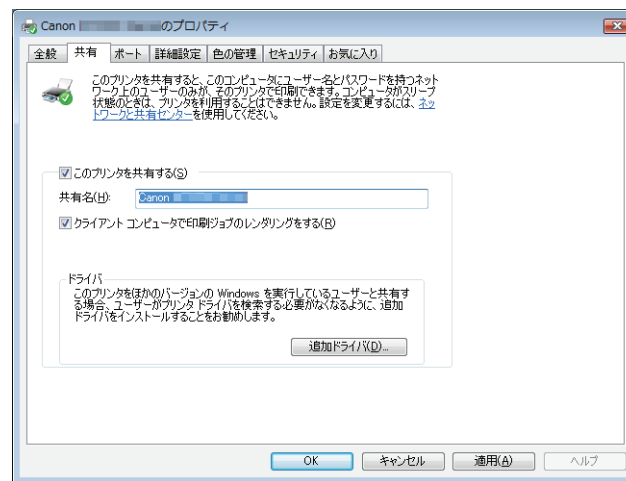 Canon のプロパティ
全般 共有 ポート 詳細設定 色の管理 セキュリティ お気に入り
このプリンタを共有すると、このコンピュータにユーザー名とパスワードを持つネット
ワーク上のユーザーのみが、そのプリンタで印刷できます。コンピュータがスリープ
状態のときは、プリンタを利用することはできません。設定を変更するには、ネッ
トワークと共有センターを使用してください。
このプリンタを共有する(S)
共有名(H): Canon
クライアント コンピュータで印刷ジョブのレンダリングをする(R)
ドライバ
このプリンタをほかのバージョンの Windows を実行しているユーザーと共有す
る場合、ユーザーがプリンタ ドライバを検索する必要がなくなるように、追加
ドライバをインストールすることをお勧めします。
追加ドライバ(D)...
OK キャンセル 適用(A) ヘルプ